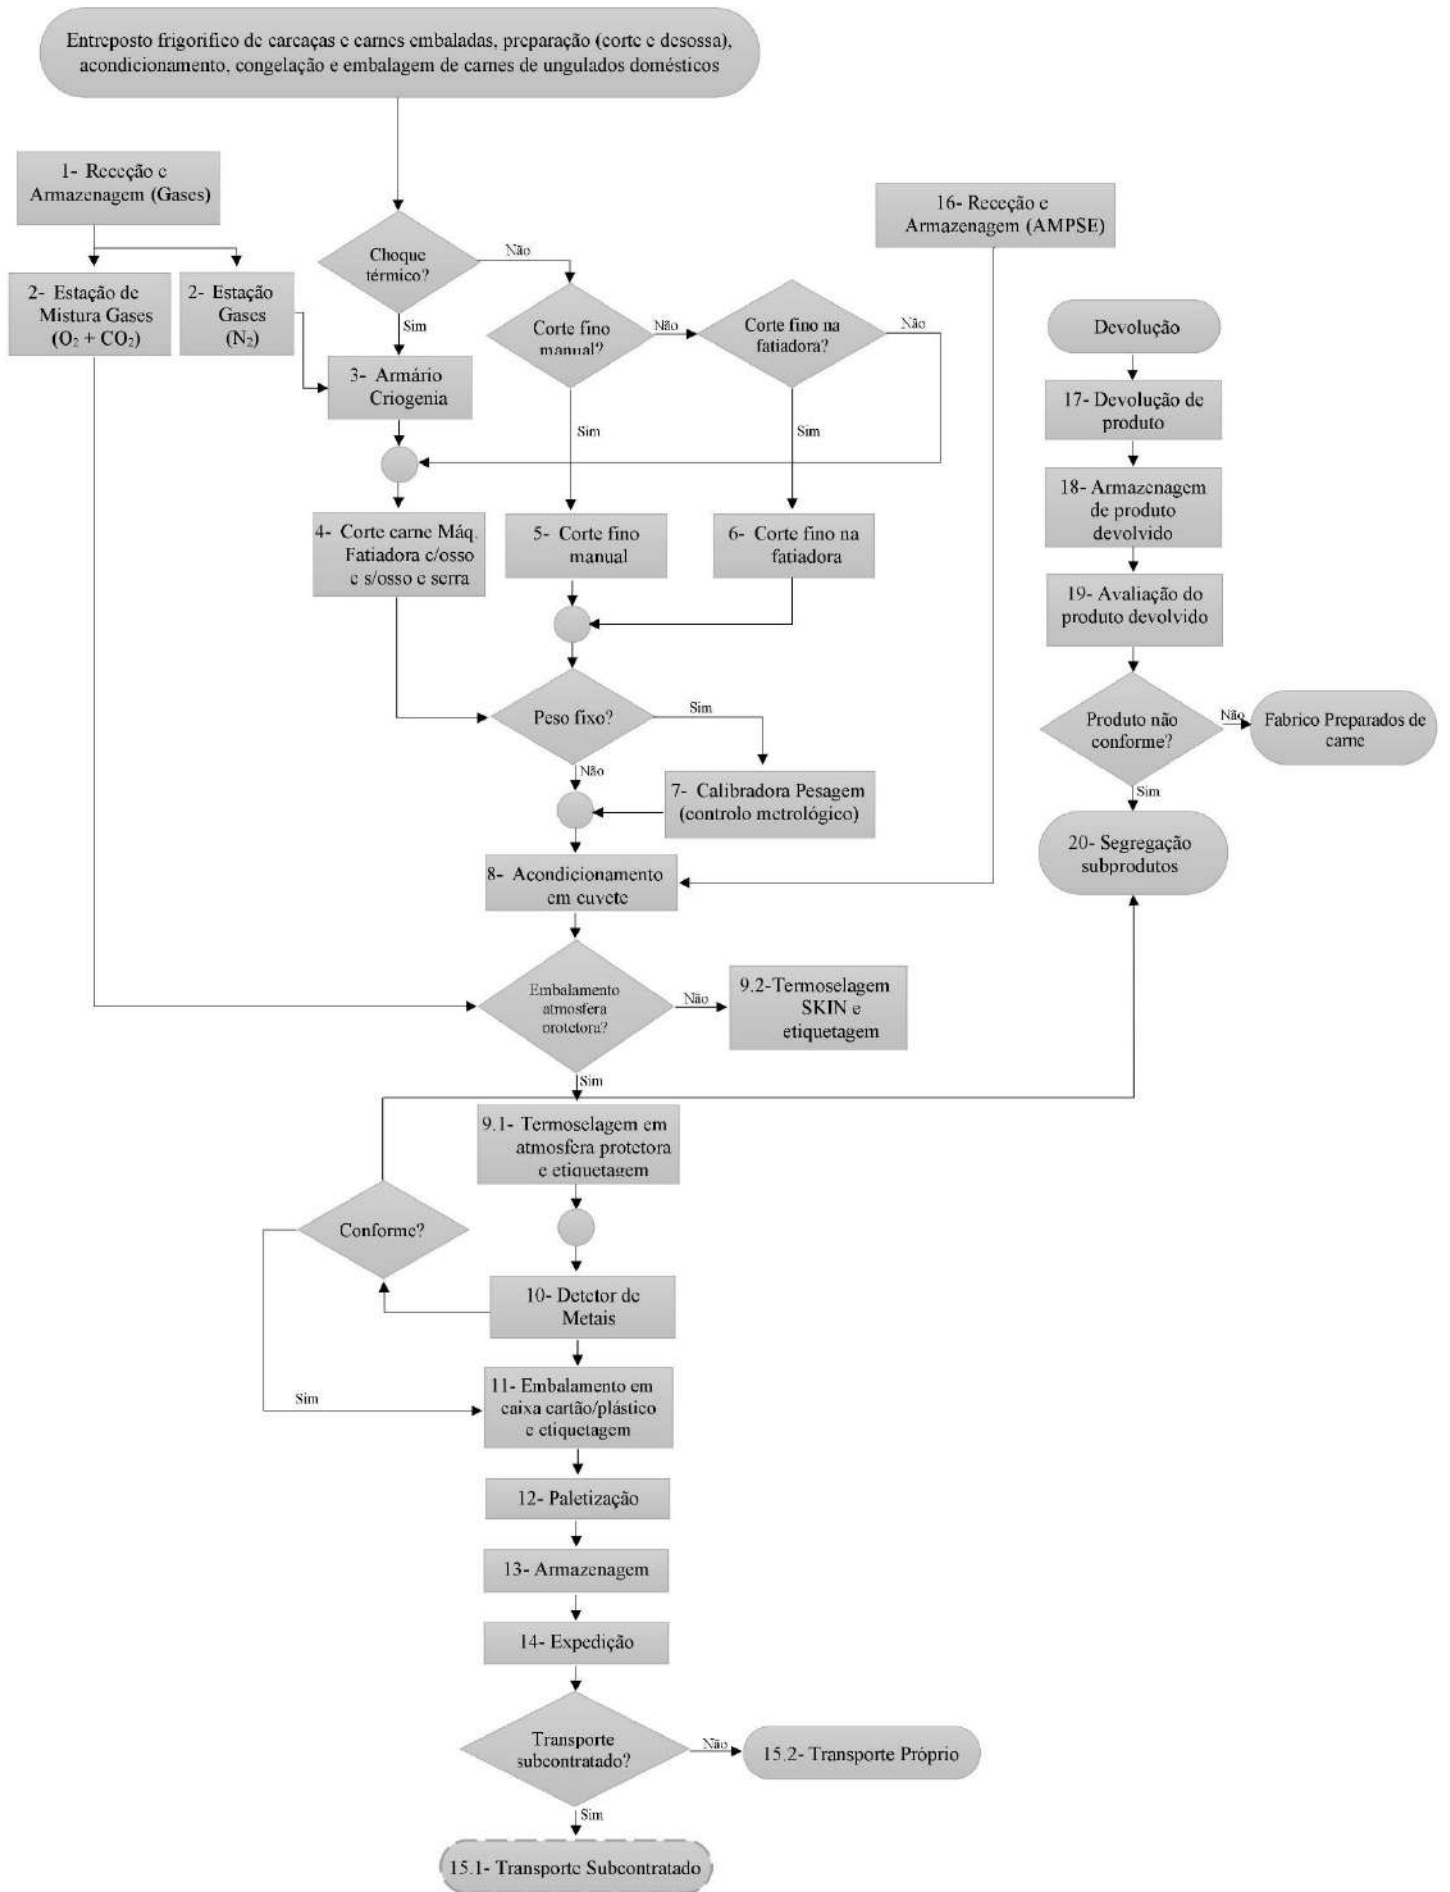 Entreposto frigorifico de carcaças e carnes embaladas, preparação (corte e desossa),
acondicionamento, congelação e embalagem de carnes de ungulados domésticos
1- Receção e
Armazenagem (Gases)
16- Receção e
Armazenagem (AMPSE)
Choque
térmico?
Não
2- Estação de
Mistura Gases
(O₂ + CO₂)
2- Estação
Gases
(N₂)
Sim
Corte fino
manual?
Não
Corte fino na
fatiadora?
Não
Devolução
3- Armário
Criogenia
17- Devolução de
produto
Sim
Sim
18- Armazenagem
de produto
devolvido
4- Corte carne Máq.
Fatiadora c/osso
e s/osso e serra
5- Corte fino
manual
6- Corte fino na
fatiadora
19- Avaliação do
produto devolvido
Peso fixo?
Sim
Produto não
conforme?
Não
Fabrico Preparados de
carne
Não
7- Calibradora Pesagem
(controlo metrológico)
Sim
20- Segregação
subprodutos
8- Acondicionamento
em cuvete
Embalamento
atmosfera
protetora?
Não
9.2-Termoselagem
SKIN e
etiquetagem
Sim
9.1- Termoselagem em
atmosfera protetora
e etiquetagem
Conforme?
10- Detetor de
Metais
Sim
11- Embalamento em
caixa cartão/plástico
e etiquetagem
12- Paletização
13- Armazenagem
14- Expedição
Transporte
subcontratado?
Não
15.2- Transporte Próprio
Sim
15.1- Transporte Subcontratado